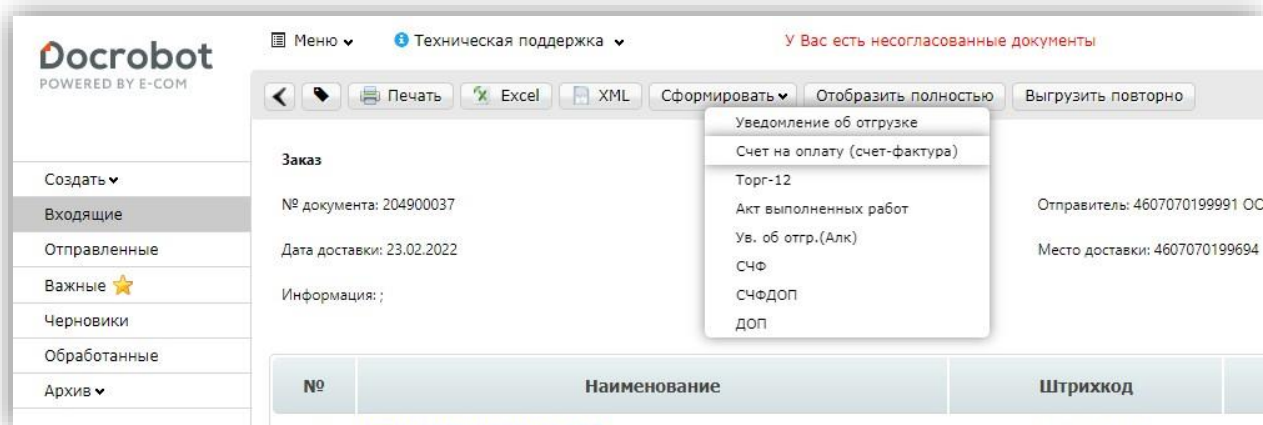 Docrobot
POWERED BY E-COM
Меню
Техническая поддержка
У Вас есть несогласованные документы
Печать Excel XML Сформировать Отобразить полностью Выгрузить повторно
Уведомление об отгрузке
Счет на оплату (счет-фактура)
Торг-12
Акт выполненных работ
Ув. об отгр.(Алк)
СЧФ
СЧФДОП
ДОП
Заказ
№ документа: 204900037
Отправитель: 4607070199991 ОС
Дата доставки: 23.02.2022
Место доставки: 4607070199694
Информация: ;
Создать
Входящие
Отправленные
Важные
Черновики
Обработанные
Архив
№ Наименование Штрихкод